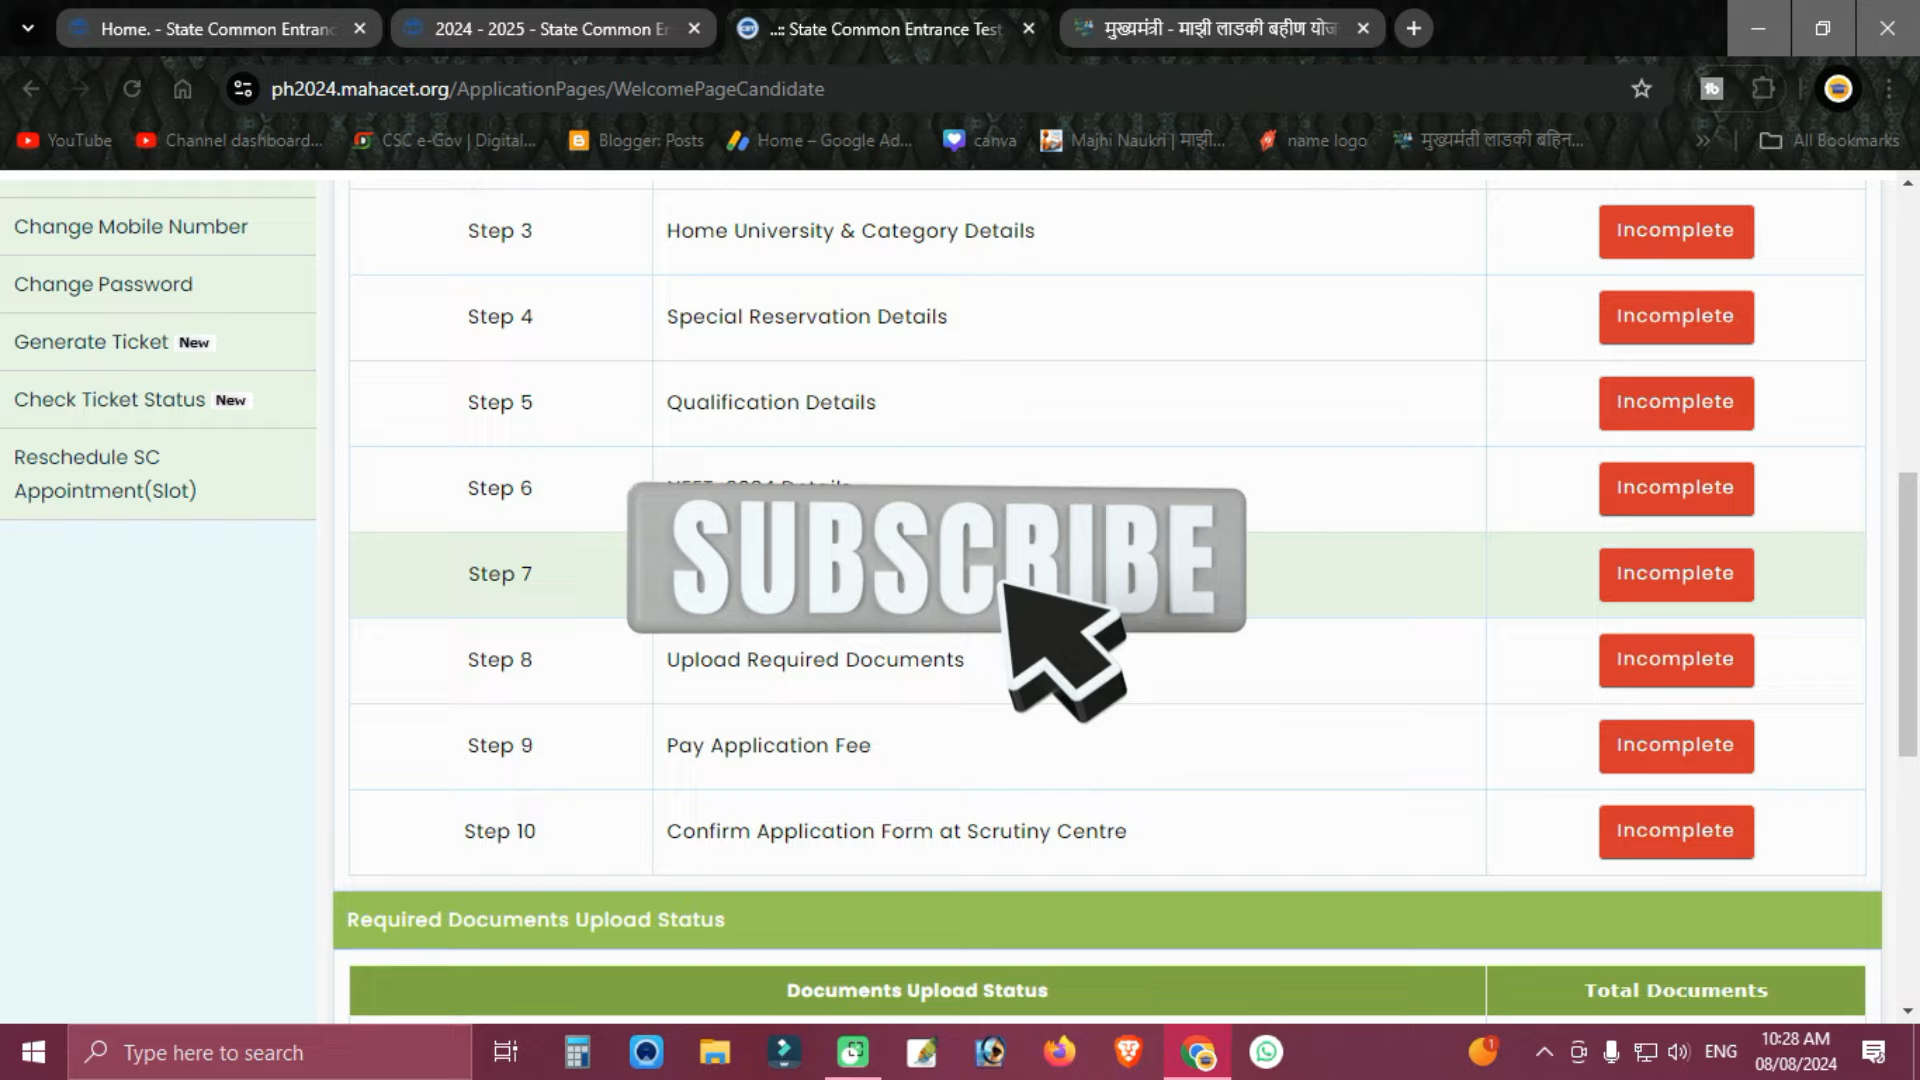 Home. - State Common Entranc
2024 - 2025 - State Common Er
..:: State Common Entrance Test
मुख्यमंत्री - माझी लाडकी बहीण योज
ph2024.mahacet.org/ApplicationPages/WelcomePageCandidate
YouTube
Channel dashboard...
CSC e-Gov | Digital...
Blogger: Posts
Home – Google Ad...
canva
Majhi Naukri | माझी...
name logo
मुख्यमंती लाडकी बहिन...
All Bookmarks
Change Mobile Number
Change Password
Generate Ticket New
Check Ticket Status New
Reschedule SC
Appointment(Slot)
Step 3 Home University & Category Details Incomplete
Step 4 Special Reservation Details Incomplete
Step 5 Qualification Details Incomplete
Step 6 Incomplete
SUBSCRIBE
Step 7 Incomplete
Step 8 Upload Required Documents Incomplete
Step 9 Pay Application Fee Incomplete
Step 10 Confirm Application Form at Scrutiny Centre Incomplete
Required Documents Upload Status
Documents Upload Status Total Documents
Type here to search
1
ENG
10:28 AM
08/08/2024